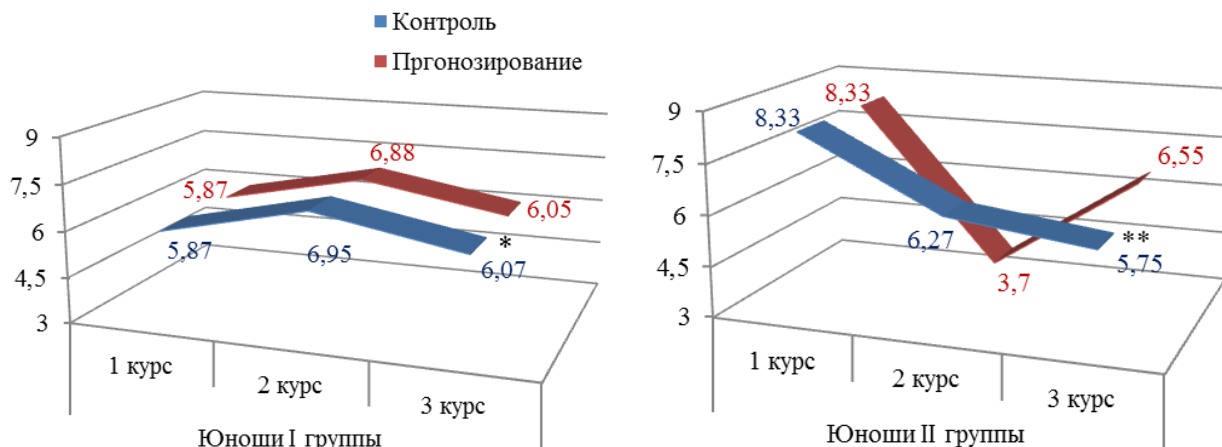 Контроль
Пргонозирование
9
7,5
6
4,5
3
5,87
6,88
6,05
5,87
6,95
6,07
*
1 курс
2 курс
3 курс
Юноши I группы
9
7,5
6
4,5
3
8,33
8,33
6,55
6,27
3,7
5,75
**
1 курс
2 курс
3 курс
Юноши II группы